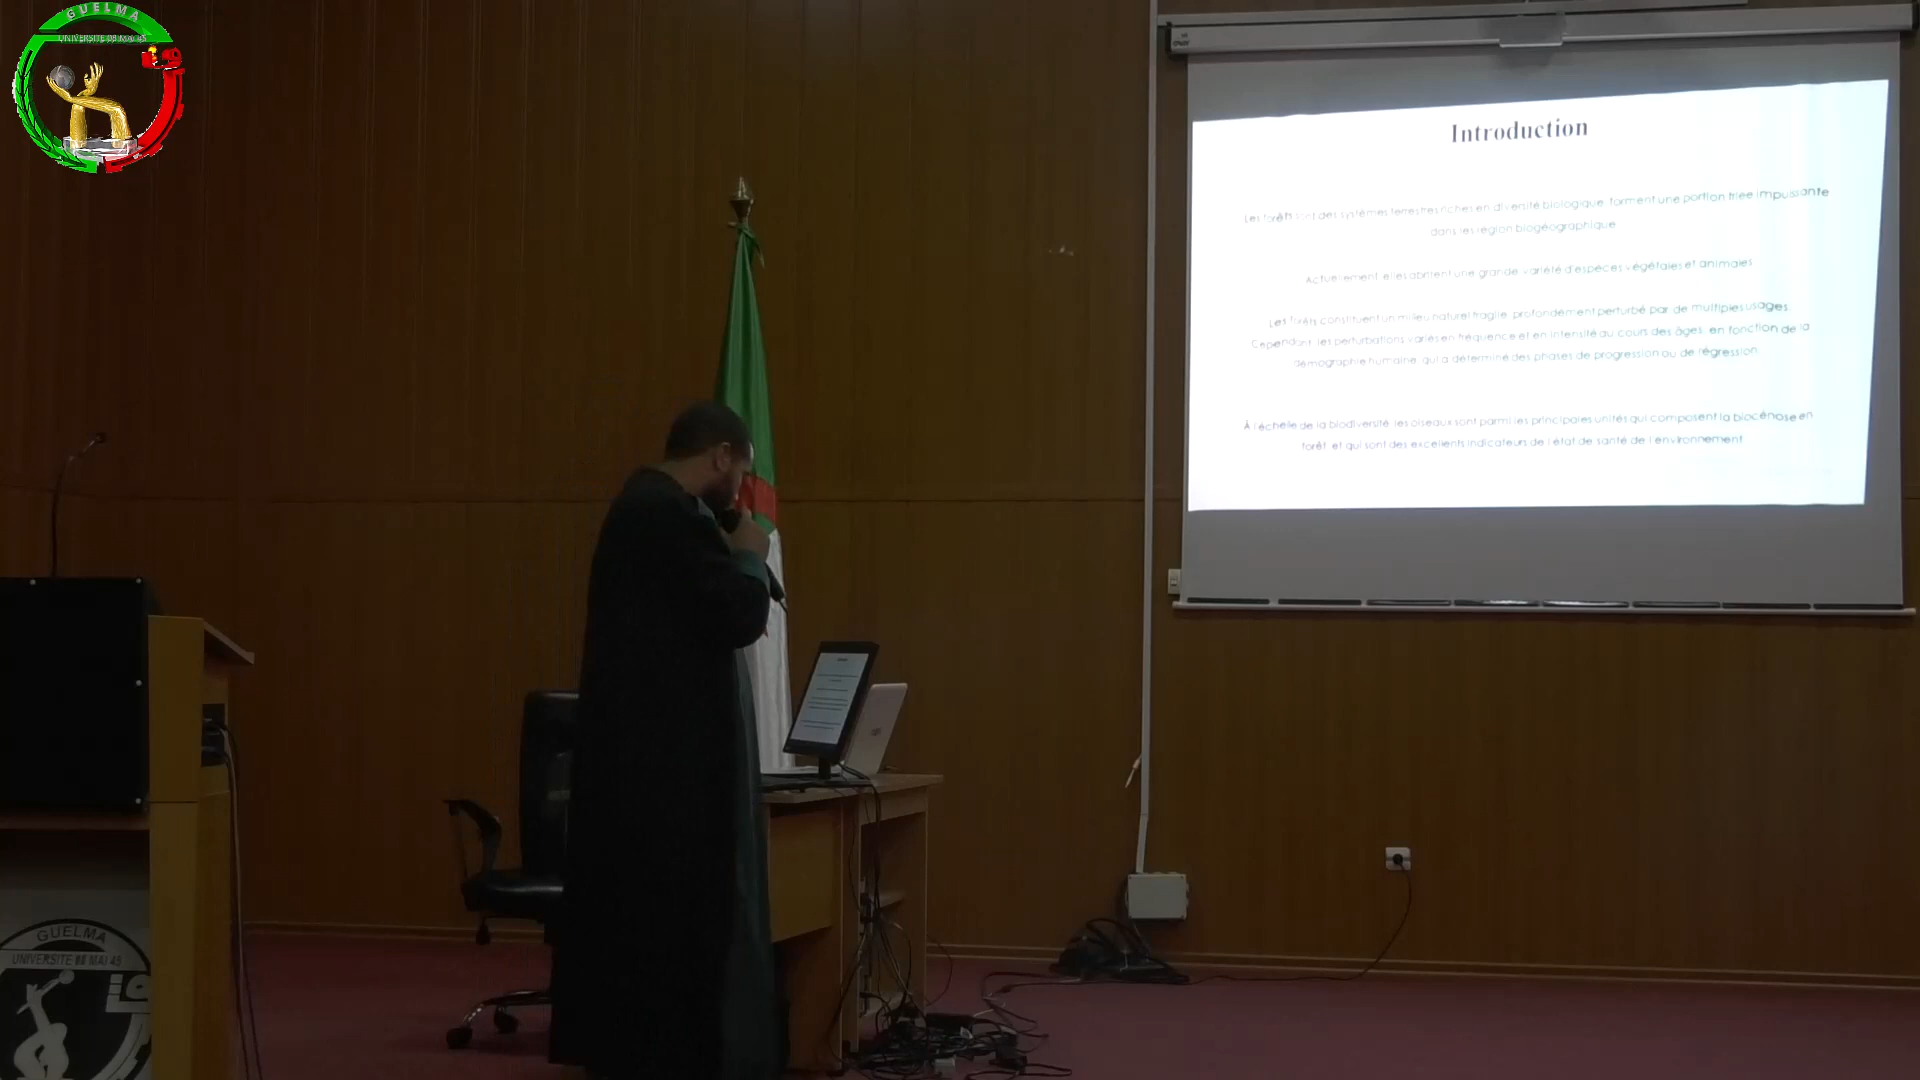 GUELMA
UNIVERSITE 08 MAI 45
Introduction
Les forêts sont des systèmes terrestres riches en diversité biologique, forment une portion impuissante
dans les région biogéographique
Actuellement, elles abritent une grande variété d'espèces végétales et animales
Les forêts constituent un milieu naturel fragile, profondément perturbé par de multiples usages
Cependant, les perturbations variés en fréquence et en intensité au cours des âges, en fonction de la
démographie humaine, qui a déterminé des phases de progression ou de régression
À l'échelle de la biodiversité, les oiseaux sont parmi les principales unités qui composent la biocénose en
forêt, et qui sont des excellents indicateurs de l'état de santé de l'environnement
GUELMA
UNIVERSITE 08 MAI 45